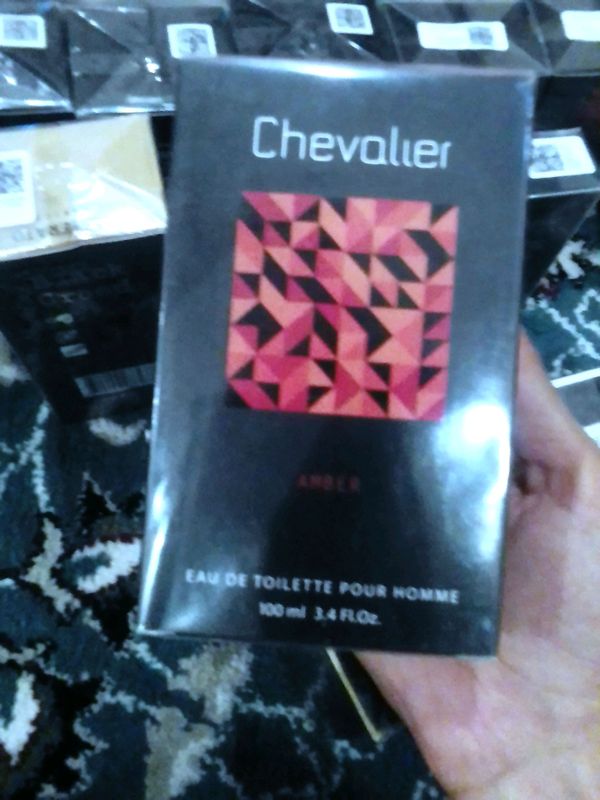 Chevalier
AMBER
EAU DE TOILETTE POUR HOMME
100 ml 3.4 Fl.Oz.